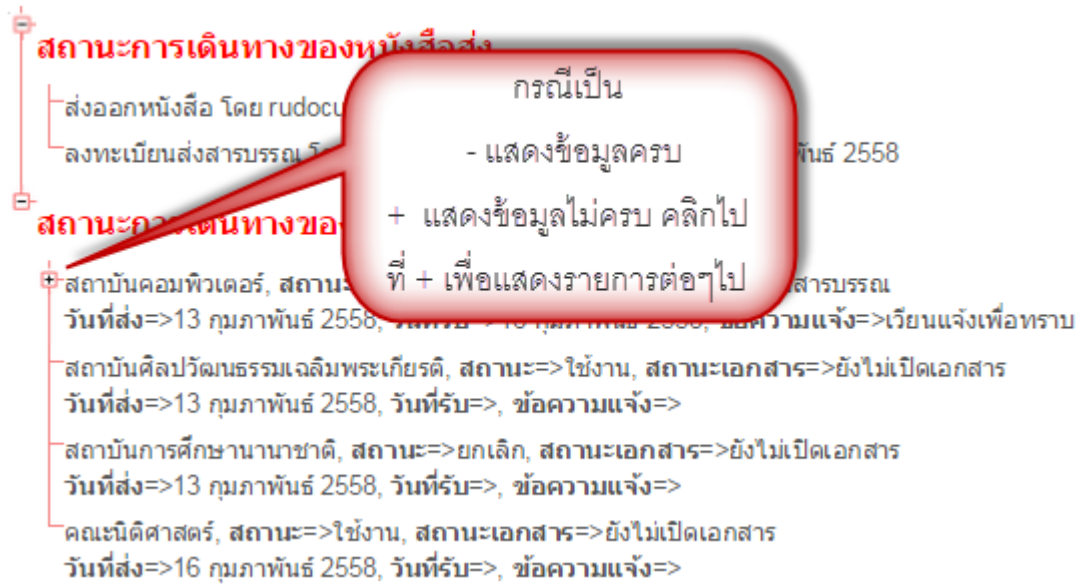 สถานะการเดินทางของหนังสือส่ง
กรณีเป็น
- แสดงข้อมูลครบ
+ แสดงข้อมูลไม่ครบ คลิกไป
ที่ + เพื่อแสดงรายการต่อๆไป
ส่งออกหนังสือ โดย rudocu
ลงทะเบียนส่งสารบรรณ พันธ์ 2558
สถานะการเดินทางของ
สถาบันคอมพิวเตอร์, สารบรรณ
วันที่ส่ง=>13 กุมภาพันธ์ 2558, ข้อความแจ้ง=>เวียนแจ้งเพื่อทราบ
สถาบันศิลปวัฒนธรรมเฉลิมพระเกียรติ, สถานะ=>ใช้งาน, สถานะเอกสาร=>ยังไม่เปิดเอกสาร
วันที่ส่ง=>13 กุมภาพันธ์ 2558, วันที่รับ=>, ข้อความแจ้ง=>
สถาบันการศึกษานานาชาติ, สถานะ=>ยกเลิก, สถานะเอกสาร=>ยังไม่เปิดเอกสาร
วันที่ส่ง=>13 กุมภาพันธ์ 2558, วันที่รับ=>, ข้อความแจ้ง=>
คณะนิติศาสตร์, สถานะ=>ใช้งาน, สถานะเอกสาร=>ยังไม่เปิดเอกสาร
วันที่ส่ง=>16 กุมภาพันธ์ 2558, วันที่รับ=>, ข้อความแจ้ง=>